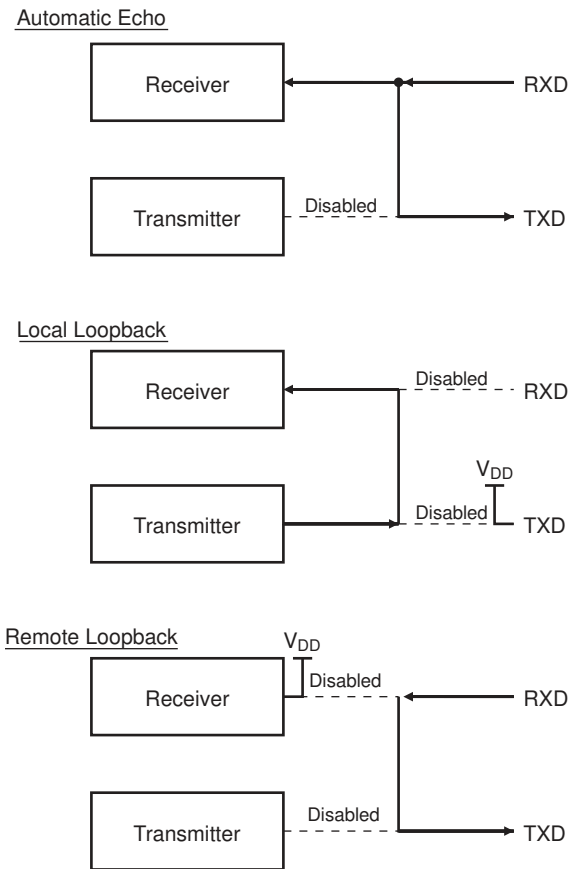 Automatic Echo
Receiver
RXD
Transmitter
Disabled
TXD
Local Loopback
Receiver
Disabled
RXD
VDD
Transmitter
Disabled
TXD
Remote Loopback
VDD
Receiver
Disabled
RXD
Transmitter
Disabled
TXD